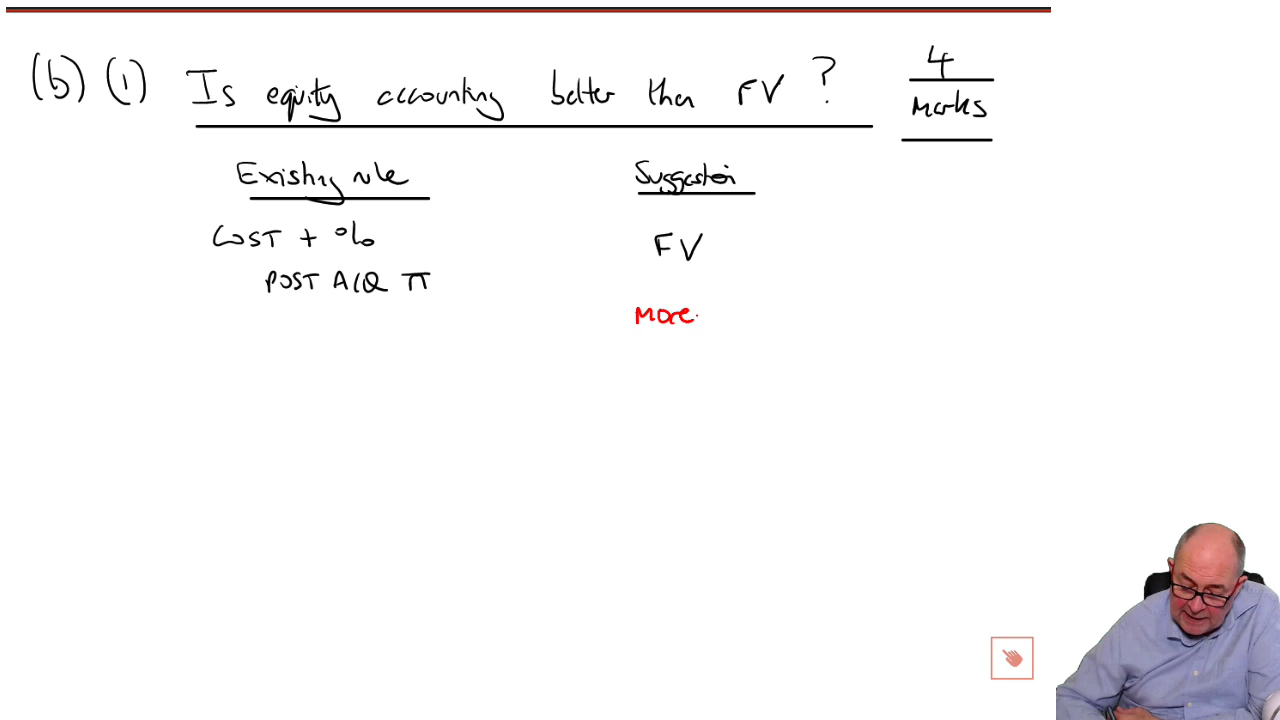 (b) (1) Is equity accounting better than FV ? 4 marks
Existing rule Suggestion
COST + % FV
POST ACQ π
More